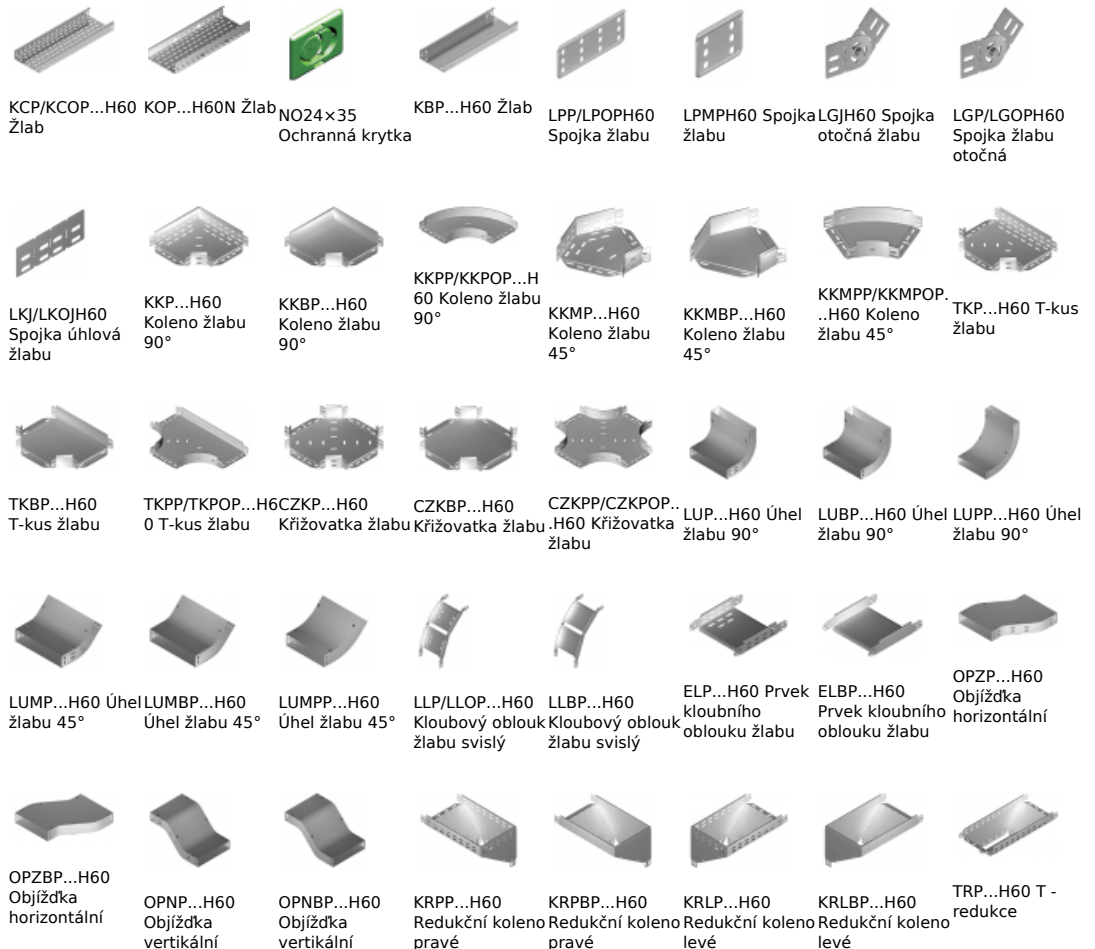 KCP/KCOP...H60
Žlab
KOP...H60N Žlab
NO24×35
Ochranná krytka
KBP...H60 Žlab
LPP/LPOPH60
Spojka žlabu
LPMPH60 Spojka
žlabu
LGJH60 Spojka
otočná žlabu
LGP/LGOPH60
Spojka žlabu
otočná
LKJ/LKOJH60
Spojka úhlová
žlabu
KKP...H60
Koleno žlabu
90°
KKBP...H60
Koleno žlabu
90°
KKPP/KKPOP...H
60 Koleno žlabu
90°
KKMP...H60
Koleno žlabu
45°
KKMBP...H60
Koleno žlabu
45°
KKMPP/KKMPOP.
..H60 Koleno
žlabu 45°
TKP...H60 T-kus
žlabu
TKBP...H60
T-kus žlabu
TKPP/TKPOP...H6
0 T-kus žlabu
CZKP...H60
Křižovatka žlabu
CZKBP...H60
Křižovatka žlabu
CZKPP/CZKPOP..
.H60 Křižovatka
žlabu
LUP...H60 Úhel
žlabu 90°
LUBP...H60 Úhel
žlabu 90°
LUPP...H60 Úhel
žlabu 90°
LUMP...H60 Úhel
žlabu 45°
LUMBP...H60
Úhel žlabu 45°
LUMPP...H60
Úhel žlabu 45°
LLP/LLOP...H60
Kloubový oblouk
žlabu svislý
LLBP...H60
Kloubový oblouk
žlabu svislý
ELP...H60 Prvek
kloubního
oblouku žlabu
ELBP...H60
Prvek kloubního
oblouku žlabu
OPZP...H60
Objížďka
horizontální
OPZBP...H60
Objížďka
horizontální
OPNP...H60
Objížďka
vertikální
OPNBP...H60
Objížďka
vertikální
KRPP...H60
Redukční koleno
pravé
KRPBP...H60
Redukční koleno
pravé
KRLP...H60
Redukční koleno
levé
KRLBP...H60
Redukční koleno
levé
TRP...H60 T -
redukce